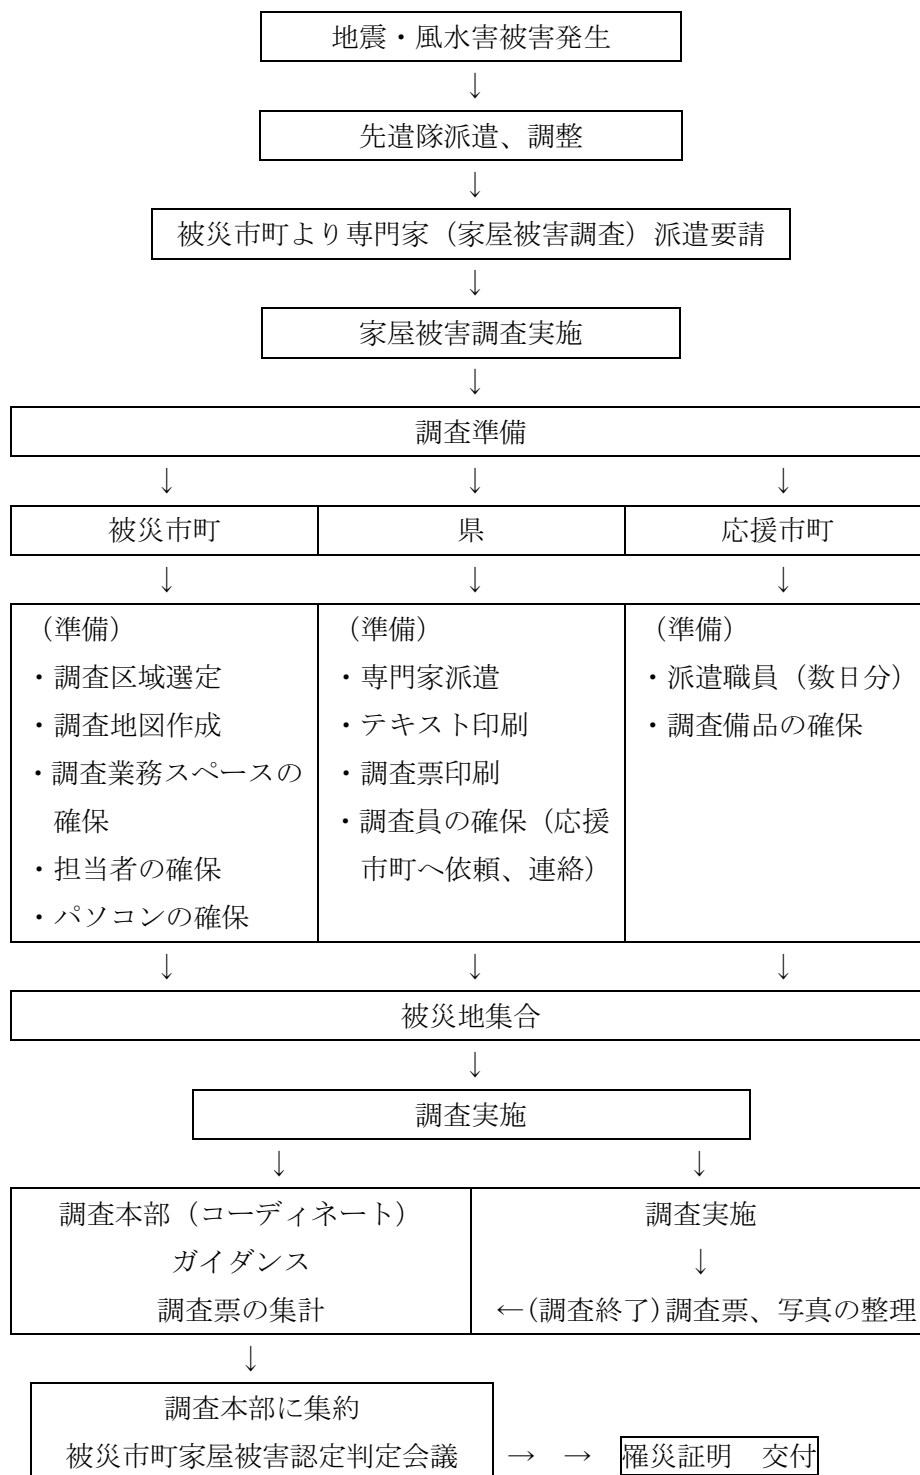 地震・風水害被害発生
↓
先遣隊派遣、調整
↓
被災市町より専門家（家屋被害調査）派遣要請
↓
家屋被害調査実施
↓
調査準備
↓ ↓ ↓
被災市町 県 応援市町
↓ ↓ ↓
（準備） （準備） （準備）
・調査区域選定 ・専門家派遣 ・派遣職員（数日分）
・調査地図作成 ・テキスト印刷 ・調査備品の確保
・調査業務スペースの ・調査票印刷
確保 ・調査員の確保（応援
・担当者の確保 市町へ依頼、連絡）
・パソコンの確保
↓ ↓ ↓
被災地集合
↓
調査実施
↓ ↓
調査本部（コーディネート） 調査実施
ガイダンス ↓
調査票の集計 ←(調査終了)調査票、写真の整理
↓
調査本部に集約
被災市町家屋被害認定判定会議 → → 罹災証明　交付